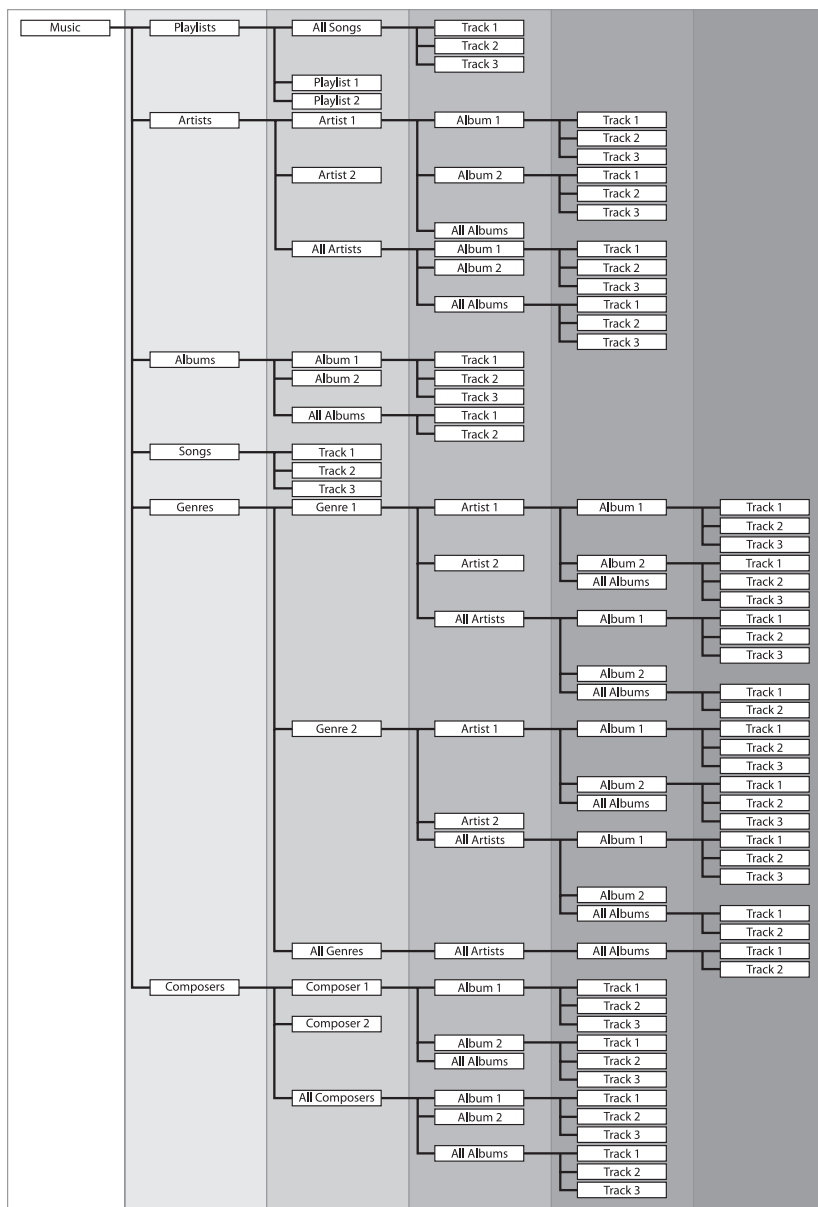 Music Playlists All Songs Track 1
Track 2
Track 3
Playlist 1
Playlist 2
Artists Artist 1 Album 1 Track 1
Track 2
Track 3
Artist 2 Album 2 Track 1
Track 2
Track 3
All Albums
All Artists Album 1 Track 1
Album 2 Track 2
Track 3
All Albums Track 1
Track 2
Track 3
Albums Album 1 Track 1
Album 2 Track 2
Track 3
All Albums Track 1
Track 2
Songs Track 1
Track 2
Track 3
Genres Genre 1 Artist 1 Album 1 Track 1
Track 2
Track 3
Artist 2 Album 2 Track 1
All Albums Track 2
Track 3
All Artists Album 1 Track 1
Track 2
Track 3
Album 2
All Albums Track 1
Track 2
Genre 2 Artist 1 Album 1 Track 1
Track 2
Track 3
Album 2 Track 1
All Albums Track 2
Artist 2 Track 3
All Artists Album 1 Track 1
Track 2
Track 3
Album 2
All Albums Track 1
Track 2
All Genres All Artists All Albums Track 1
Track 2
Composers Composer 1 Album 1 Track 1
Track 2
Composer 2 Track 3
Album 2 Track 1
All Albums Track 2
Track 3
All Composers Album 1 Track 1
Album 2 Track 2
Track 3
All Albums Track 1
Track 2
Track 3